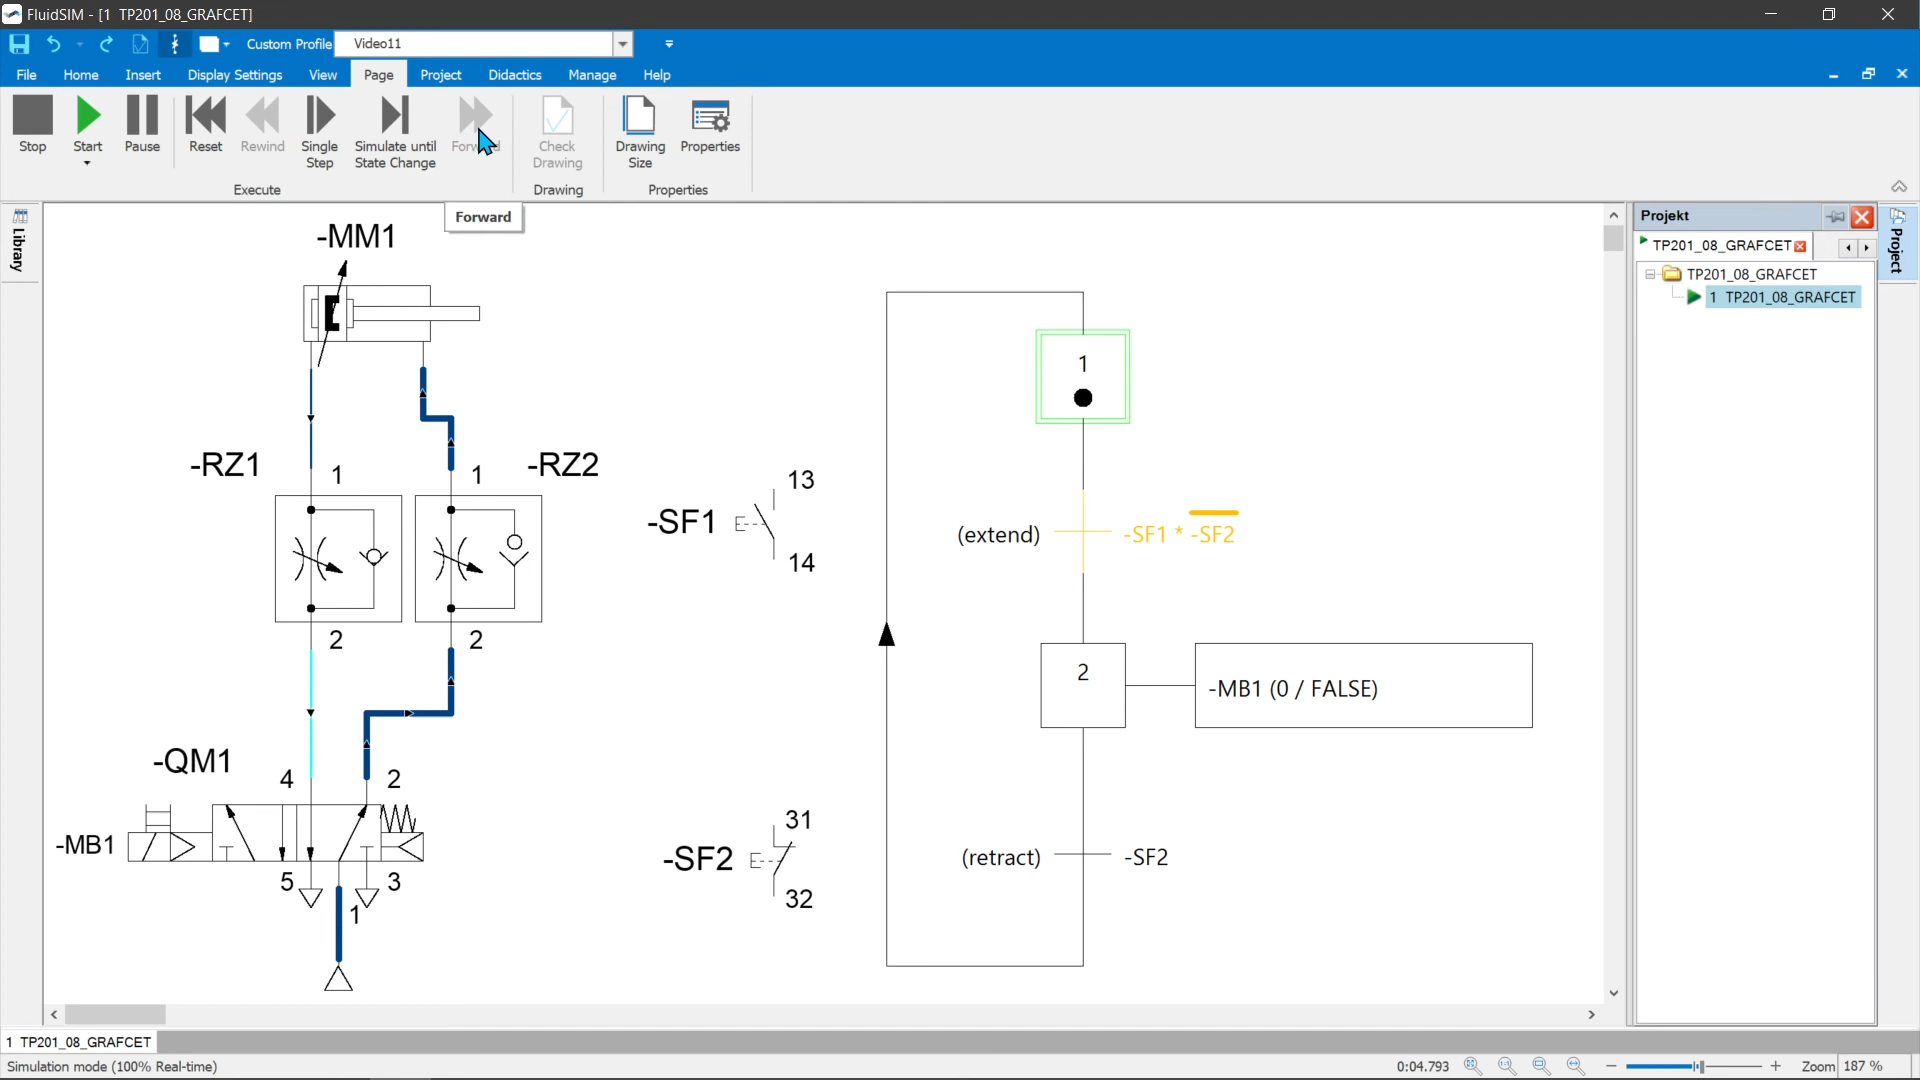 FluidSIM - [1 TP201_08_GRAFCET]
Custom Profile Video11
File Home Insert Display Settings View Page Project Didactics Manage Help
Stop Start Pause Reset Rewind Single Step Simulate until State Change Forward Check Drawing Drawing Size Properties
Execute Drawing Properties
Forward
Library
-MM1
-RZ1 1 1 -RZ2
2 2
-QM1
4 2
-MB1
5 3
1
-SF1 13
14
-SF2 31
32
1
(extend) -SF1 * -SF2
2 -MB1 (0 / FALSE)
(retract) -SF2
Projekt
TP201_08_GRAFCET
TP201_08_GRAFCET
1 TP201_08_GRAFCET
Project
1 TP201_08_GRAFCET
Simulation mode (100% Real-time) 0:04.793 Zoom 187 %